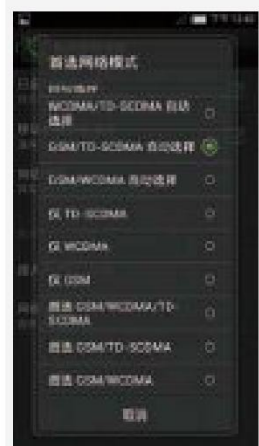 首选网络模式
WCDMA/TD-SCDMA 自动
选择
GSM/TD-SCDMA 自动选择
GSM/WCDMA 自动选择
仅 TD-SCDMA
仅 WCDMA
仅 GSM
首选 GSM/WCDMA/TD-
SCDMA
首选 GSM/TD-SCDMA
首选 GSM/WCDMA
取消